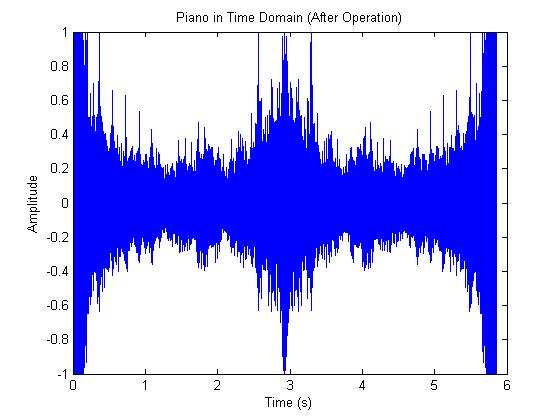 Piano in Time Domain (After Operation)
1
0.8
0.6
0.4
0.2
0
-0.2
-0.4
-0.6
-0.8
-1
Amplitude
0 1 2 3 4 5 6
Time (s)